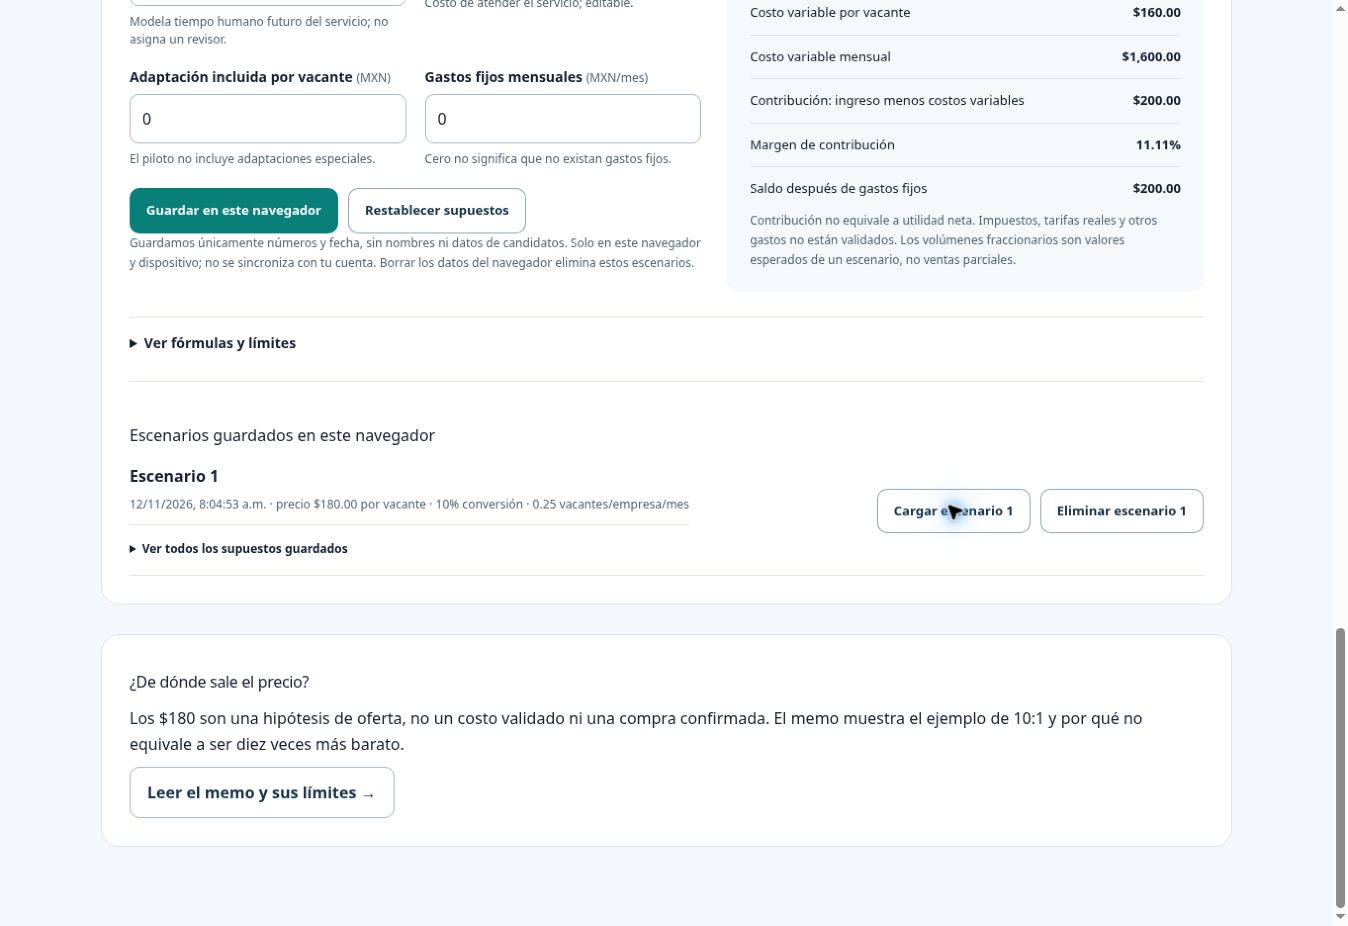 Costo de atender el servicio; editable.
Modela tiempo humano futuro del servicio; no
asigna un revisor.
Adaptación incluida por vacante (MXN)
Gastos fijos mensuales (MXN/mes)
0
0
El piloto no incluye adaptaciones especiales.
Cero no significa que no existan gastos fijos.
Guardar en este navegador
Restablecer supuestos
Guardamos únicamente números y fecha, sin nombres ni datos de candidatos. Solo en este navegador
y dispositivo; no se sincroniza con tu cuenta. Borrar los datos del navegador elimina estos escenarios.
Costo variable por vacante $160.00
Costo variable mensual $1,600.00
Contribución: ingreso menos costos variables $200.00
Margen de contribución 11.11%
Saldo después de gastos fijos $200.00
Contribución no equivale a utilidad neta. Impuestos, tarifas reales y otros
gastos no están validados. Los volúmenes fraccionarios son valores
esperados de un escenario, no ventas parciales.
Ver fórmulas y límites
Escenarios guardados en este navegador
Escenario 1
12/11/2026, 8:04:53 a.m. · precio $180.00 por vacante · 10% conversión · 0.25 vacantes/empresa/mes
Ver todos los supuestos guardados
Cargar escenario 1
Eliminar escenario 1
¿De dónde sale el precio?
Los $180 son una hipótesis de oferta, no un costo validado ni una compra confirmada. El memo muestra el ejemplo de 10:1 y por qué no
equivale a ser diez veces más barato.
Leer el memo y sus límites →